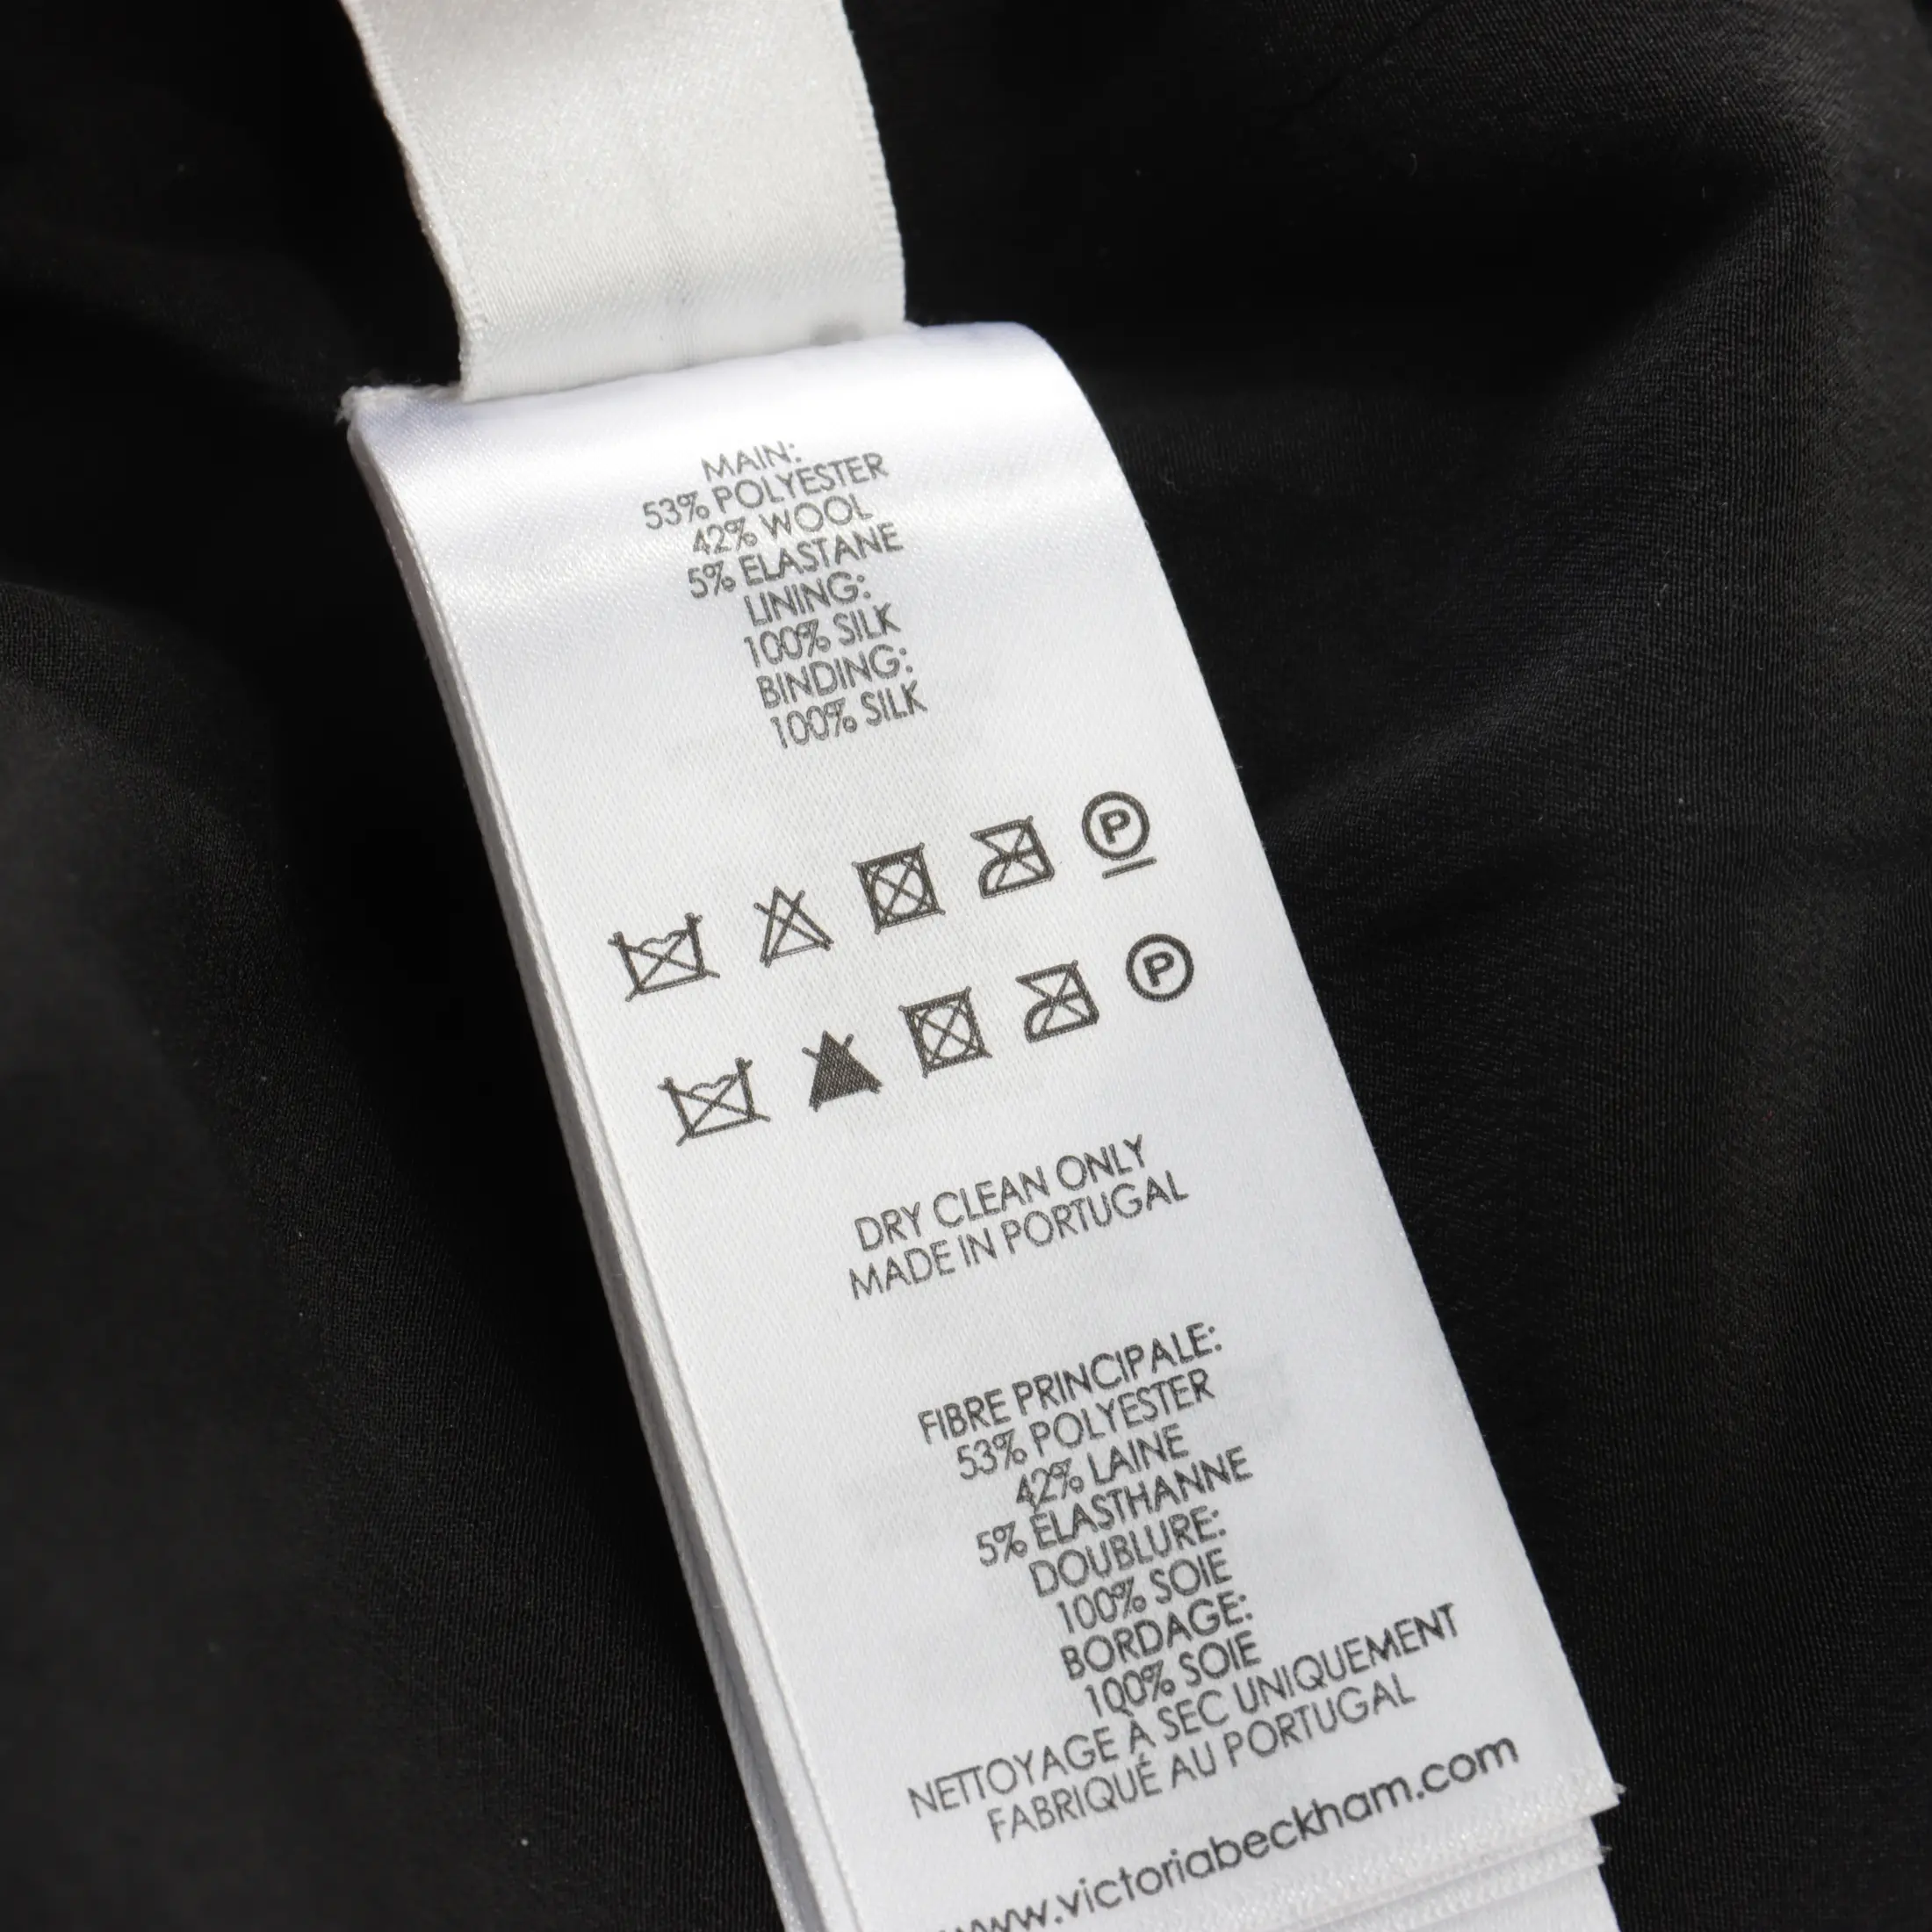 MAIN:
53% POLYESTER
42% WOOL
5% ELASTANE
LINING:
100% SILK
BINDING:
100% SILK
P
P
DRY CLEAN ONLY
MADE IN PORTUGAL
FIBRE PRINCIPALE:
53% POLYESTER
42% LAINE
5% ÉLASTHANNE
DOUBLURE:
100% SOIE
BORDAGE:
100% SOIE
NETTOYAGE À SEC UNIQUEMENT
FABRIQUÉ AU PORTUGAL
www.victoriabeckham.com